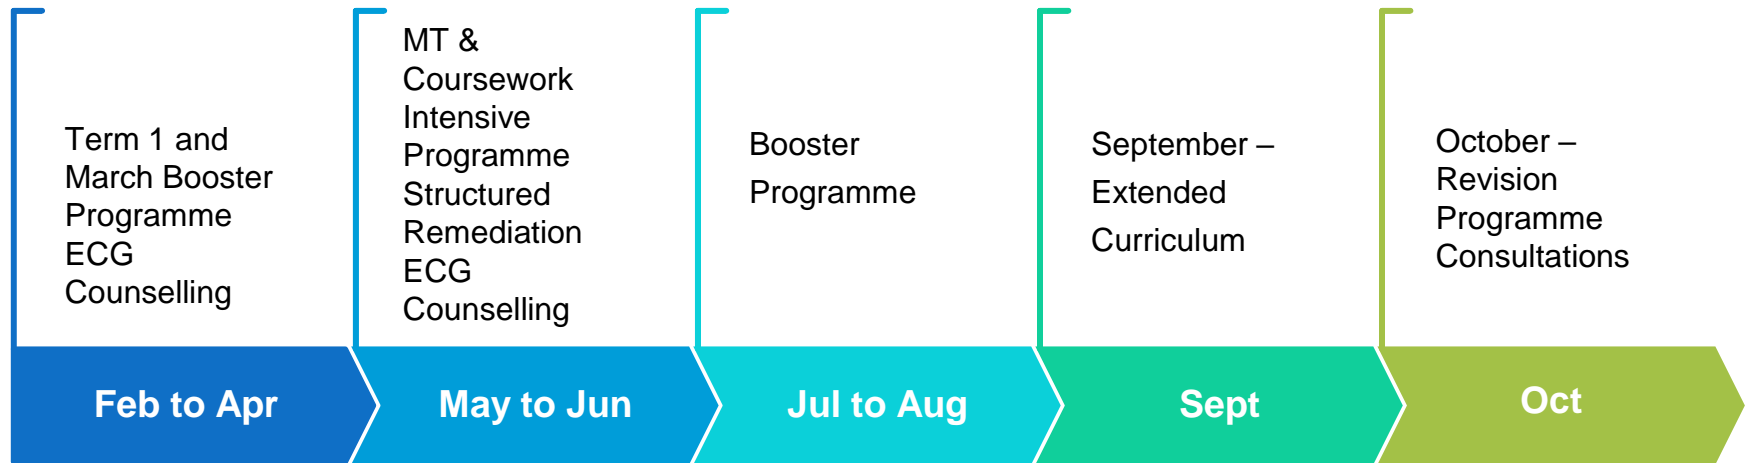 Term 1 and
March Booster
Programme
ECG
Counselling
MT &
Coursework
Intensive
Programme
Structured
Remediation
ECG
Counselling
Booster
Programme
September –
Extended
Curriculum
October –
Revision
Programme
Consultations
Feb to Apr
May to Jun
Jul to Aug
Sept
Oct